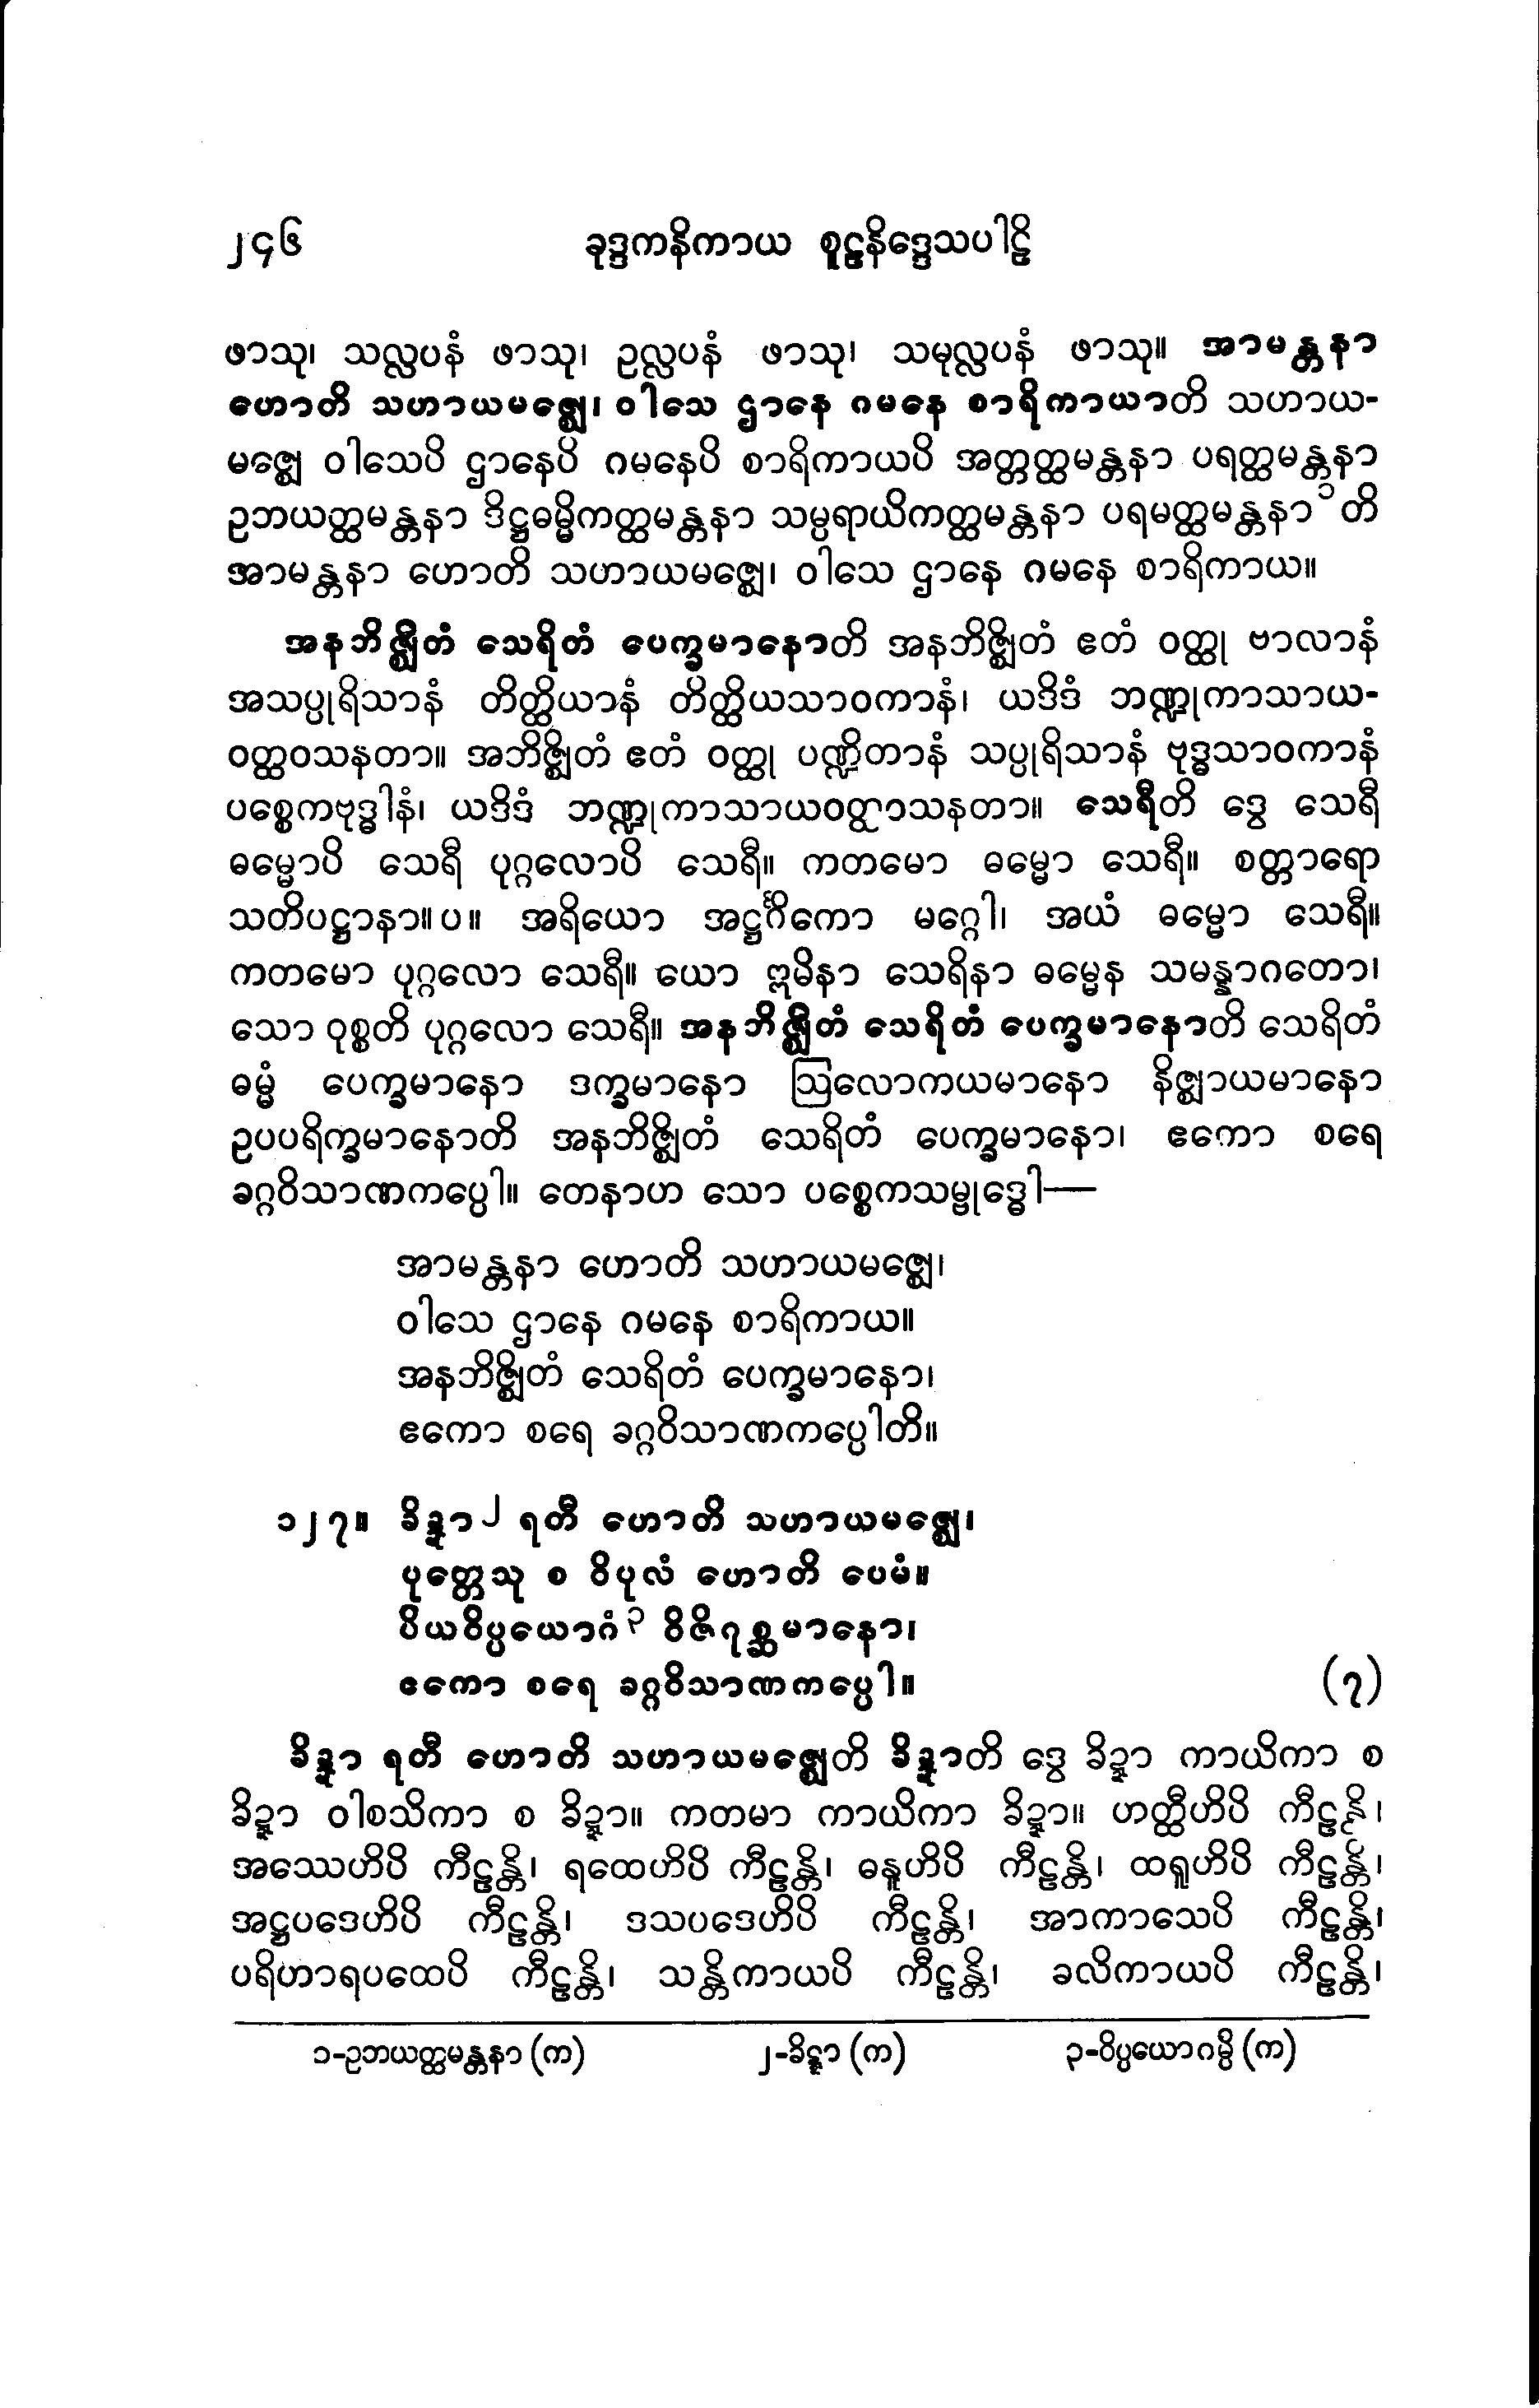 ၂၄၆ ခုဒ္ဒကနိကာယ စူဠနိဒ္ဒေသပါဠိ
ဖာသု၊ သလ္လပနံ ဖာသု၊ ဥလ္လပနံ ဖာသု၊ သမုလ္လပနံ ဖာသု။ အာမန္တနာ
ဟောတိ သဟာယမဇ္ဈေ၊ ဝါသေ ဌာနေ ဂမနေ စာရိကာယာတိ သဟာယ-
မဇ္ဈေ ဝါသေပိ ဌာနေပိ ဂမနေပိ စာရိကာယပိ အတ္တတ္ထမန္တနာ ပရတ္ထမန္တနာ
ဥဘယတ္ထမန္တနာ ဒိဋ္ဌဓမ္မိကတ္ထမန္တနာ သမ္ပရာယိကတ္ထမန္တနာ ပရမတ္ထမန္တနာ ၁ တိ
အာမန္တနာ ဟောတိ သဟာယမဇ္ဈေ၊ ဝါသေ ဌာနေ ဂမနေ စာရိကာယ။
အနဘိဇ္ဈိတံ သေရိတံ ပေက္ခမာနောတိ အနဘိဇ္ဈိတံ ဧတံ ဝတ္ထု ဗာလာနံ
အသပ္ပုရိသာနံ တိတ္ထိယာနံ တိတ္ထိယသာဝကာနံ၊ ယဒိဒံ ဘဏ္ဍုကာသာယ-
ဝတ္ထဝသနတာ။ အဘိဇ္ဈိတံ ဧတံ ဝတ္ထု ပဏ္ဍိတာနံ သပ္ပုရိသာနံ ဗုဒ္ဓသာဝကာနံ
ပစ္စေကဗုဒ္ဓါနံ၊ ယဒိဒံ ဘဏ္ဍုကာသာယဝတ္ထာသနတာ။ သေရီတိ ဒွေ သေရီ
ဓမ္မောပိ သေရီ ပုဂ္ဂလောပိ သေရီ။ ကတမော ဓမ္မော သေရီ။ စတ္တာရော
သတိပဋ္ဌာနာ။ပ။ အရိယော အဋ္ဌင်္ဂိကော မဂ္ဂေါ၊ အယံ ဓမ္မော သေရီ။
ကတမော ပုဂ္ဂလော သေရီ။ ယော ဣမိနာ သေရိနာ ဓမ္မေန သမန္နာဂတော၊
သော ဝုစ္စတိ ပုဂ္ဂလော သေရီ။ အနဘိဇ္ဈိတံ သေရိတံ ပေက္ခမာနောတိ သေရိတံ
ဓမ္မံ ပေက္ခမာနော ဒက္ခမာနော ဩလောကယမာနော နိဇ္ဈာယမာနော
ဥပပရိက္ခမာနောတိ အနဘိဇ္ဈိတံ သေရိတံ ပေက္ခမာနော၊ ဧကော စရေ
ခဂ္ဂဝိသာဏကပ္ပေါ။ တေနာဟ သော ပစ္စေကသမ္ဗုဒ္ဓေါ—
အာမန္တနာ ဟောတိ သဟာယမဇ္ဈေ၊
ဝါသေ ဌာနေ ဂမနေ စာရိကာယ။
အနဘိဇ္ဈိတံ သေရိတံ ပေက္ခမာနော၊
ဧကော စရေ ခဂ္ဂဝိသာဏကပ္ပေါတိ။
၁၂၇။ ခိဍ္ဍာ ၂ ရတီ ဟောတိ သဟာယမဇ္ဈေ၊
ပုတ္တေသု စ ဝိပုလံ ဟောတိ ပေမံ။
ပိယဝိပ္ပယောဂံ ၃ ဝိဇိဂုစ္ဆမာနော၊
ဧကော စရေ ခဂ္ဂဝိသာဏကပ္ပေါ။ (၇)
ခိဍ္ဍာ ရတီ ဟောတိ သဟာယမဇ္ဈေတိ ခိဍ္ဍာတိ ဒွေ ခိဍ္ဍာ ကာယိကာ စ
ခိဍ္ဍာ ဝါစသိကာ စ ခိဍ္ဍာ။ ကတမာ ကာယိကာ ခိဍ္ဍာ။ ဟတ္ထီဟိပိ ကီဠန္တိ၊
အဿေဟိပိ ကီဠန္တိ၊ ရထေဟိပိ ကီဠန္တိ၊ ဓနူဟိပိ ကီဠန္တိ၊ ထရူဟိပိ ကီဠန္တိ၊
အဋ္ဌပဒေဟိပိ ကီဠန္တိ၊ ဒသပဒေဟိပိ ကီဠန္တိ၊ အာကာသေပိ ကီဠန္တိ၊
ပရိဟာရပထေပိ ကီဠန္တိ၊ သန္တိကာယပိ ကီဠန္တိ၊ ခလိကာယပိ ကီဠန္တိ၊
၁-ဥဘယတ္ထမန္တနာ (က) ၂-ခိဋ္ဋာ (က) ၃-ဝိပ္ပယောဂမ္ပိ (က)